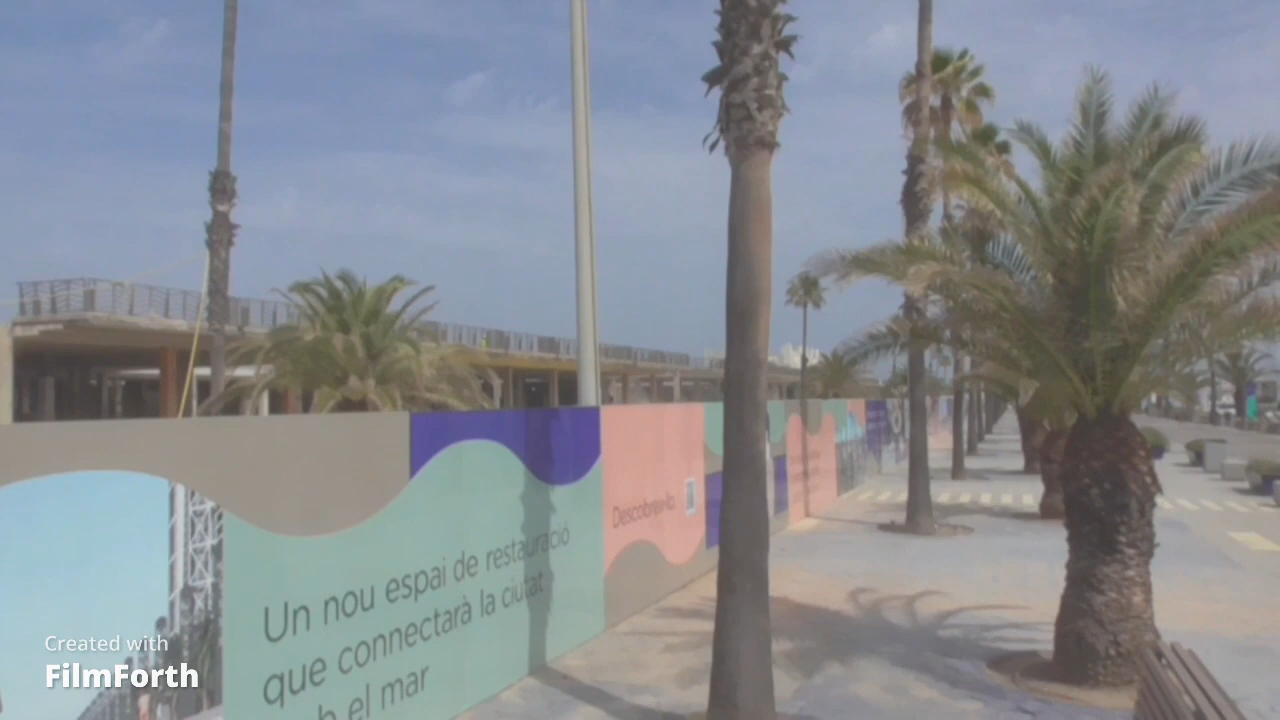 Un nou espai de restauració
que connectarà la ciutat
el mar
Descobreix-lo
Created with
FilmForth